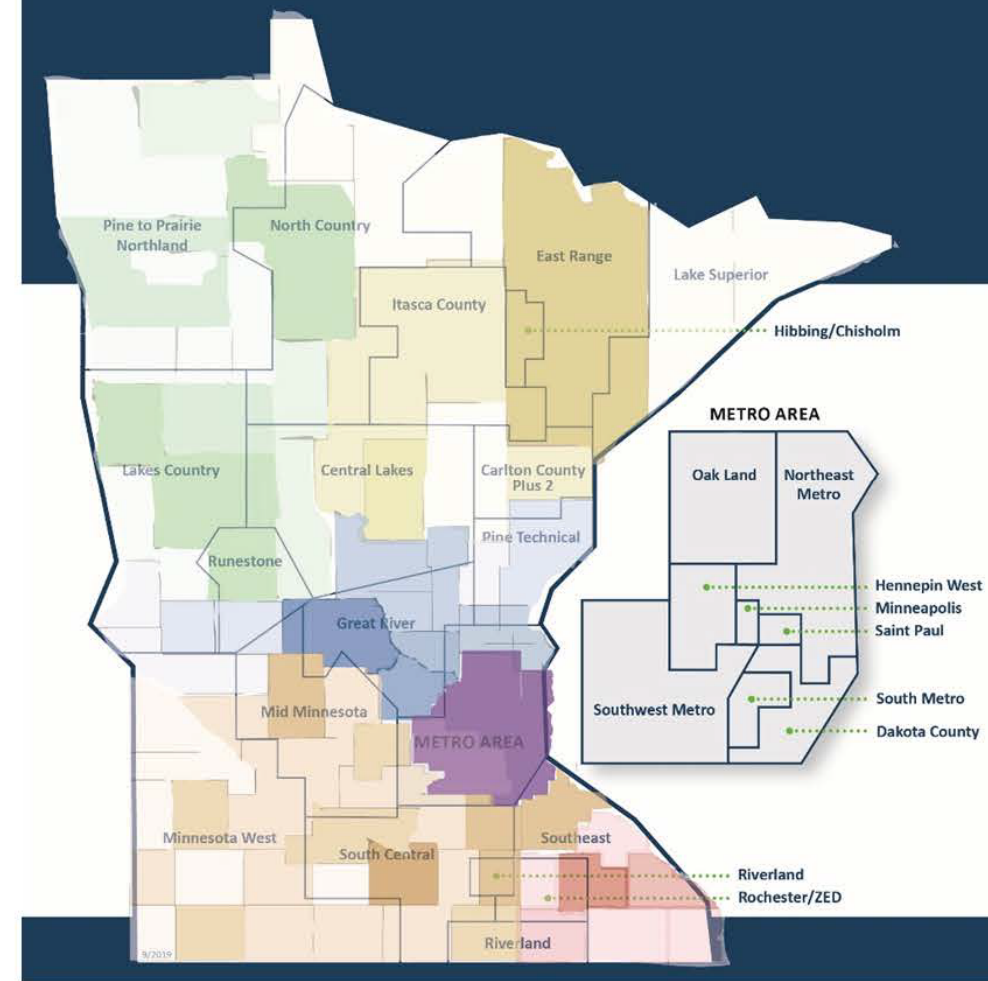 Pine to Prairie
Northland
North Country
East Range
Lake Superior
Itasca County
Hibbing/Chisholm
METRO AREA
Oak Land
Northeast
Metro
Lakes Country
Central Lakes
Carlton County
Plus 2
Pine Technical
Runestone
Hennepin West
Minneapolis
Saint Paul
Great River
South Metro
Southwest Metro
Dakota County
Mid Minnesota
METRO AREA
Minnesota West
South Central
Southeast
Riverland
Rochester/ZED
Riverland
9/2019